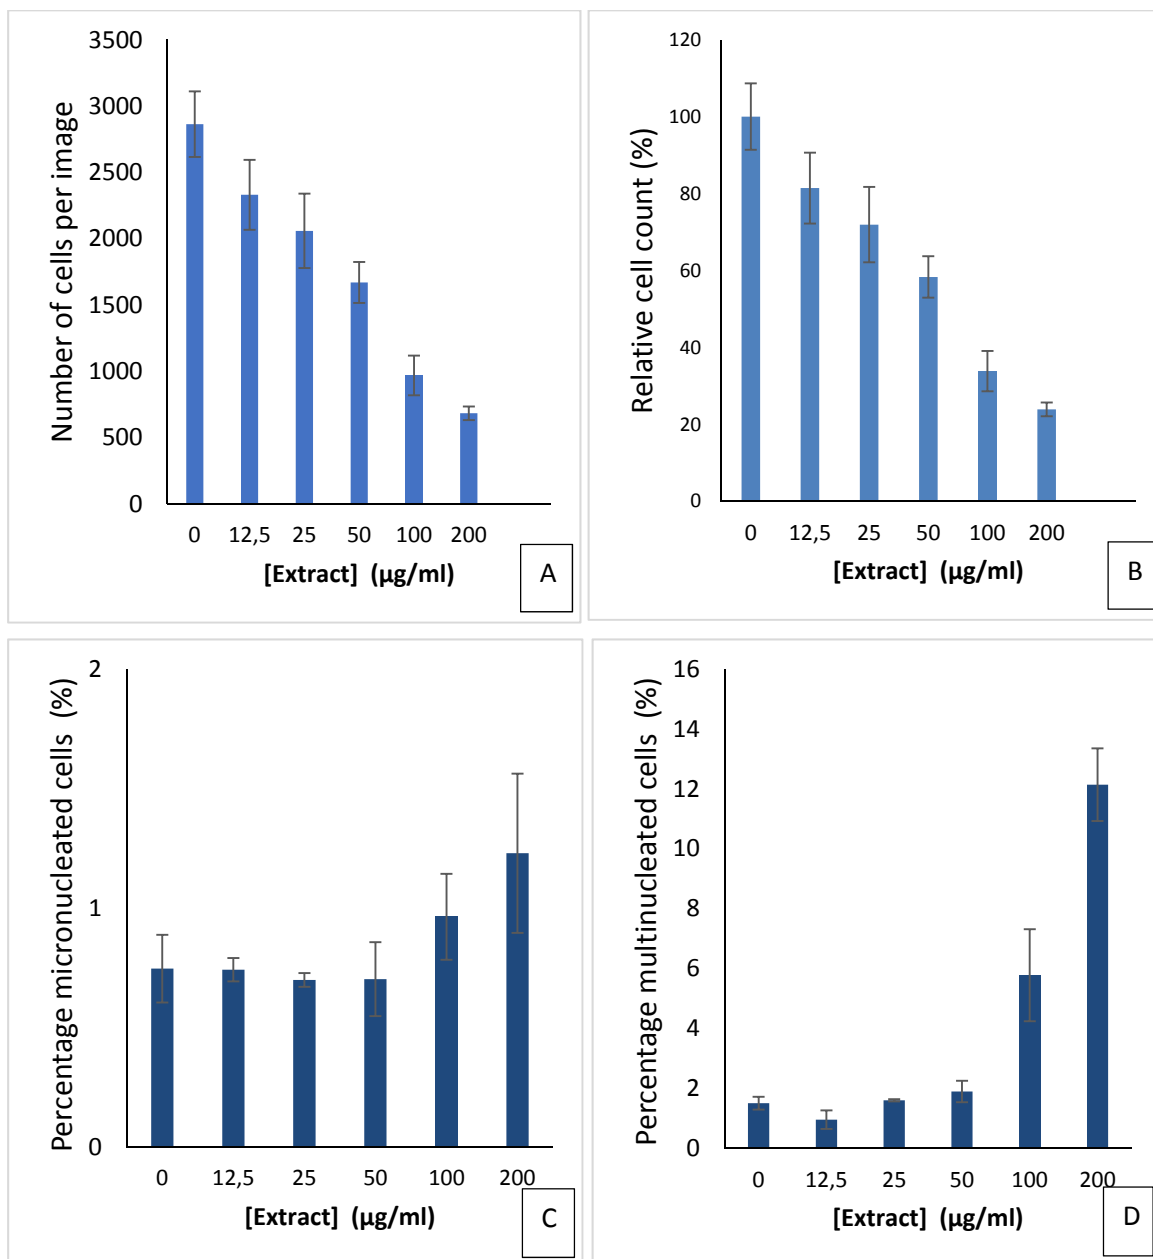 Number of cells per image
3500
3000
2500
2000
1500
1000
500
0
0 12,5 25 50 100 200
[Extract] (µg/ml)
A
Relative cell count (%)
120
100
80
60
40
20
0
0 12,5 25 50 100 200
[Extract] (µg/ml)
B
Percentage micronucleated cells (%)
2
1
0
0 12,5 25 50 100 200
[Extract] (µg/ml)
C
Percentage multinucleated cells (%)
16
14
12
10
8
6
4
2
0
0 12,5 25 50 100 200
[Extract] (µg/ml)
D